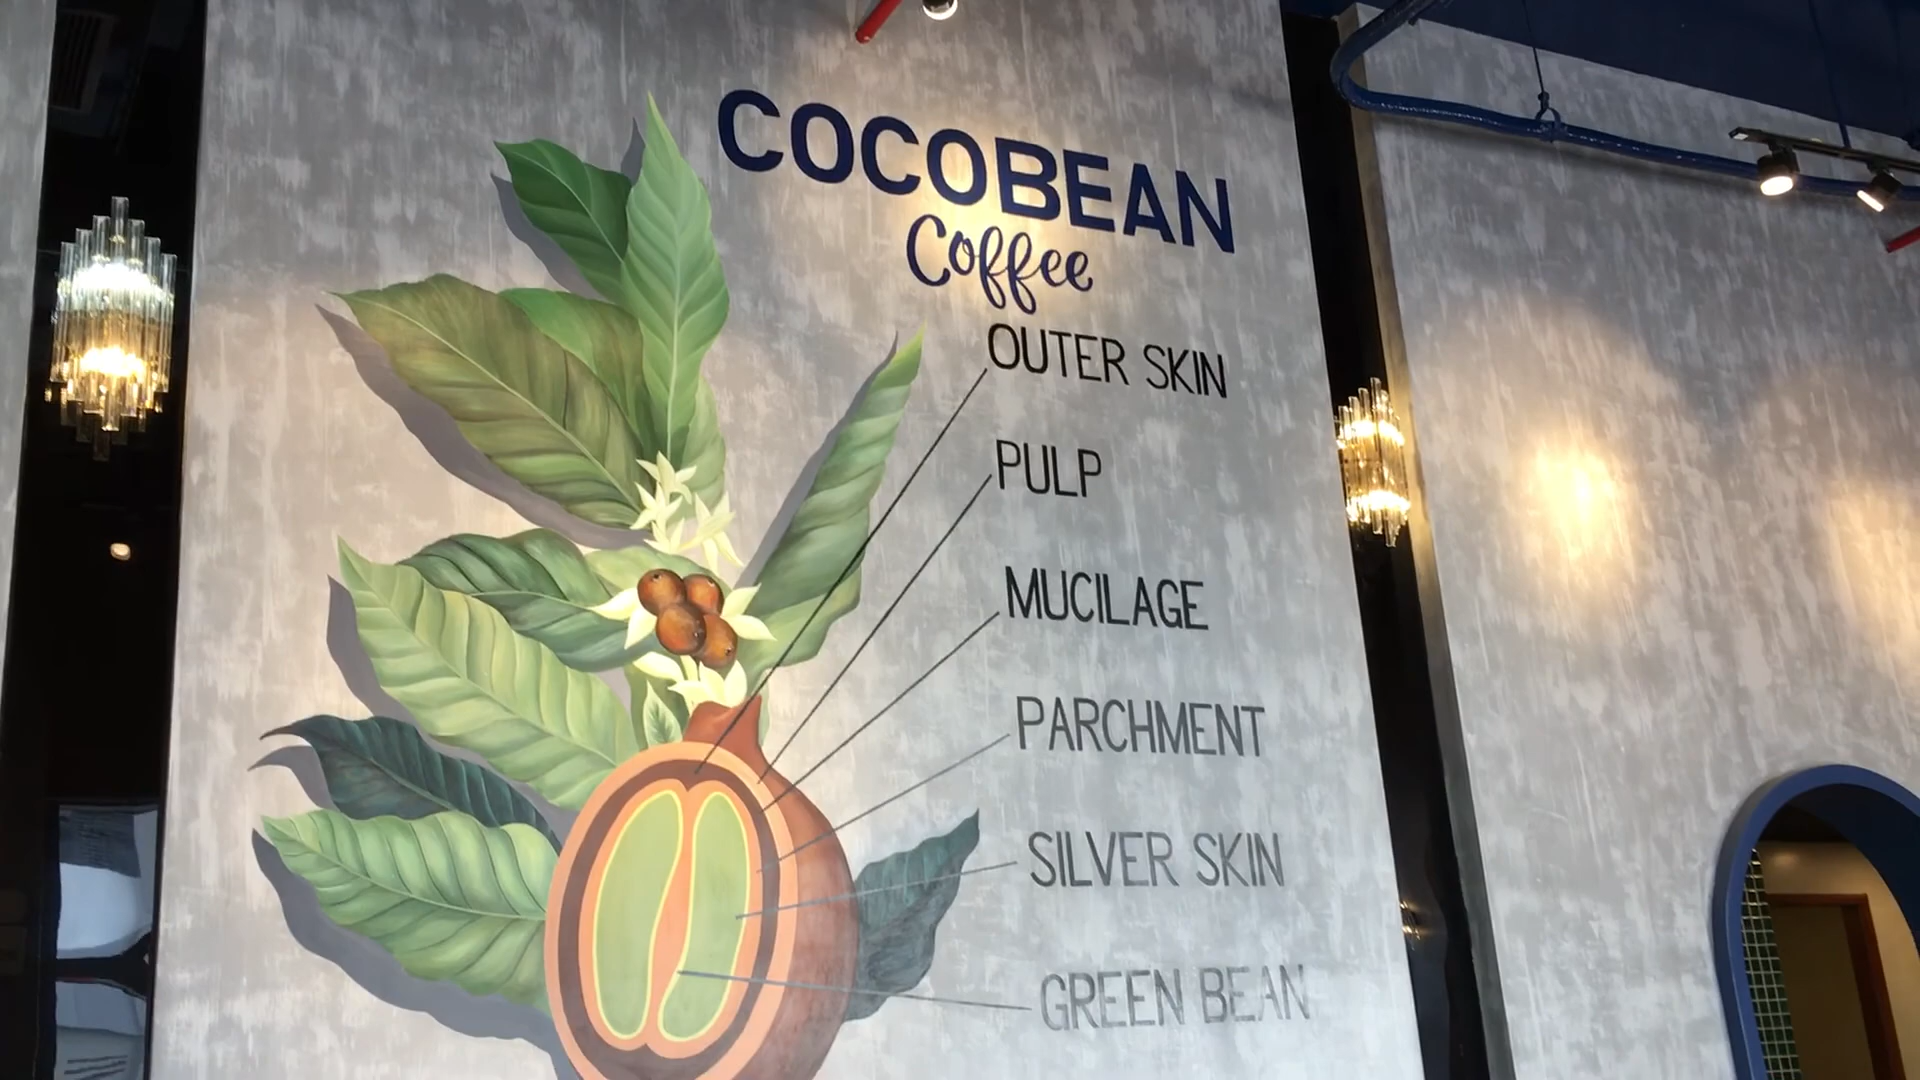 COCOBEAN
Coffee
OUTER SKIN
PULP
MUCILAGE
PARCHMENT
SILVER SKIN
GREEN BEAN